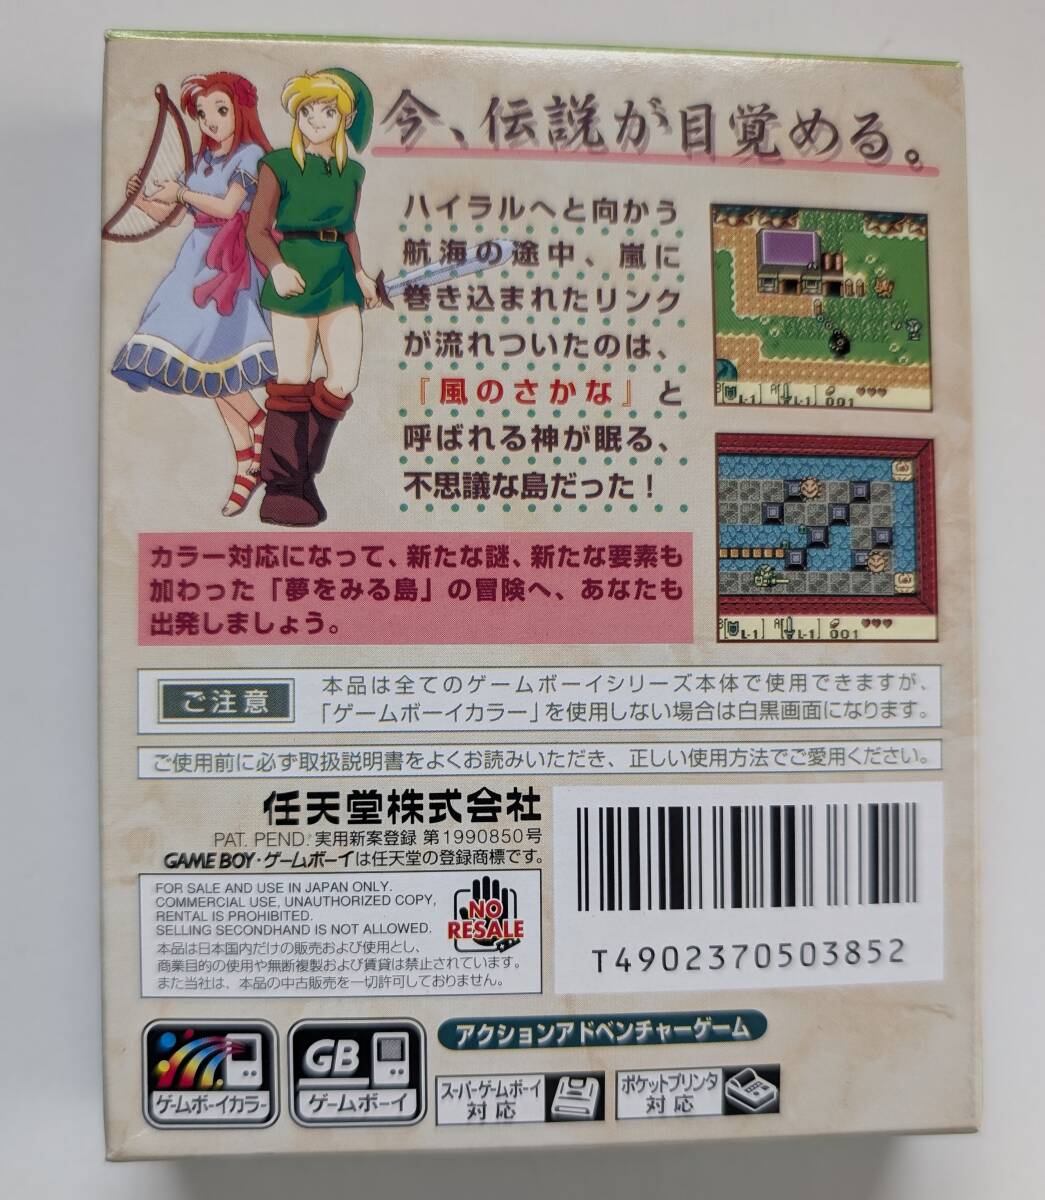 今、伝説が目覚める。
ハイラルへと向かう
航海の途中、嵐に
巻き込まれたリンク
が流れついたのは、
『風のさかな』と
呼ばれる神が眠る、
不思議な島だった！
B L-1 A L-1 001
B L-1 A L-1 001
カラー対応になって、新たな謎、新たな要素も
加わった「夢をみる島」の冒険へ、あなたも
出発しましょう。
ご注意
本品は全てのゲームボーイシリーズ本体で使用できますが、
「ゲームボーイカラー」を使用しない場合は白黒画面になります。
ご使用前に必ず取扱説明書をよくお読みいただき、正しい使用方法でご愛用ください。
任天堂株式会社
PAT. PEND. 実用新案登録 第1990850号
GAME BOY・ゲームボーイは任天堂の登録商標です。
FOR SALE AND USE IN JAPAN ONLY.
COMMERCIAL USE, UNAUTHORIZED COPY,
RENTAL IS PROHIBITED.
SELLING SECONDHAND IS NOT ALLOWED.
NO
RESALE
本品は日本国内だけの販売および使用とし、
商業目的の使用や無断複製および賃貸は禁止されています。
また当社は、本品の中古販売を一切許可しておりません。
T4902370503852
ゲームボーイカラー
GB
ゲームボーイ
アクションアドベンチャーゲーム
スーパーゲームボーイ
対応
ポケットプリンタ
対応